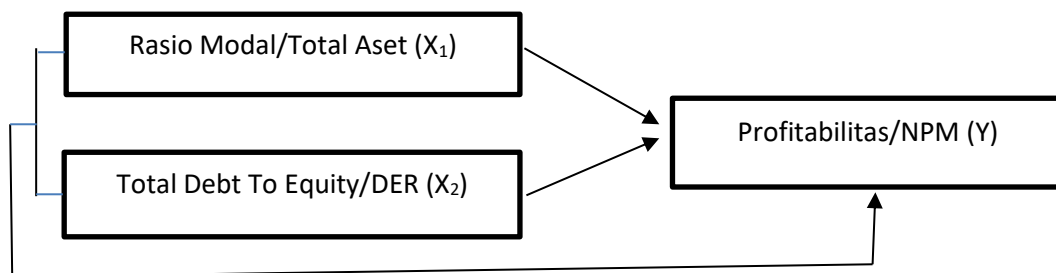 Rasio Modal/Total Aset (X₁)
Profitabilitas/NPM (Y)
Total Debt To Equity/DER (X₂)